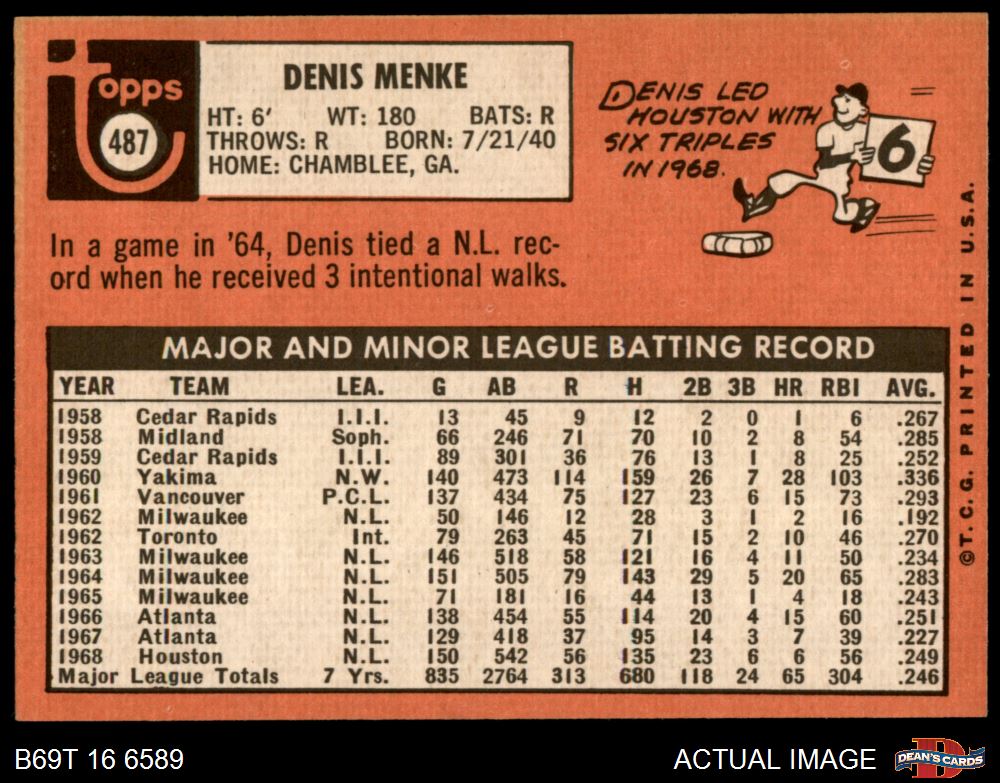 Topps
487
DENIS MENKE
HT: 6' WT: 180 BATS: R
THROWS: R BORN: 7/21/40
HOME: CHAMBLEE, GA.
DENIS LED
HOUSTON WITH
SIX TRIPLES
IN 1968.
6
In a game in '64, Denis tied a N.L. rec-
ord when he received 3 intentional walks.
MAJOR AND MINOR LEAGUE BATTING RECORD
YEAR TEAM LEA. G AB R H 2B 3B HR RBI AVG.
1958 Cedar Rapids I.I.I. 13 45 9 12 2 0 1 6 .267
1958 Midland Soph. 66 246 71 70 10 2 8 54 .285
1959 Cedar Rapids I.I.I. 89 301 36 76 13 1 8 25 .252
1960 Yakima N.W. 140 473 114 159 26 7 28 103 .336
1961 Vancouver P.C.L. 137 434 75 127 23 6 15 73 .293
1962 Milwaukee N.L. 50 146 12 28 3 1 2 16 .192
1962 Toronto Int. 79 263 45 71 15 2 10 46 .270
1963 Milwaukee N.L. 146 518 58 121 16 4 11 50 .234
1964 Milwaukee N.L. 151 505 79 143 29 5 20 65 .283
1965 Milwaukee N.L. 71 181 16 44 13 1 4 18 .243
1966 Atlanta N.L. 138 454 55 114 20 4 15 60 .251
1967 Atlanta N.L. 129 418 37 95 14 3 7 39 .227
1968 Houston N.L. 150 542 56 135 23 6 6 56 .249
Major League Totals 7 Yrs. 835 2764 313 680 118 24 65 304 .246
©T.C.G. PRINTED IN U.S.A.
B69T 16 6589
ACTUAL IMAGE
D
DEAN'S CARDS